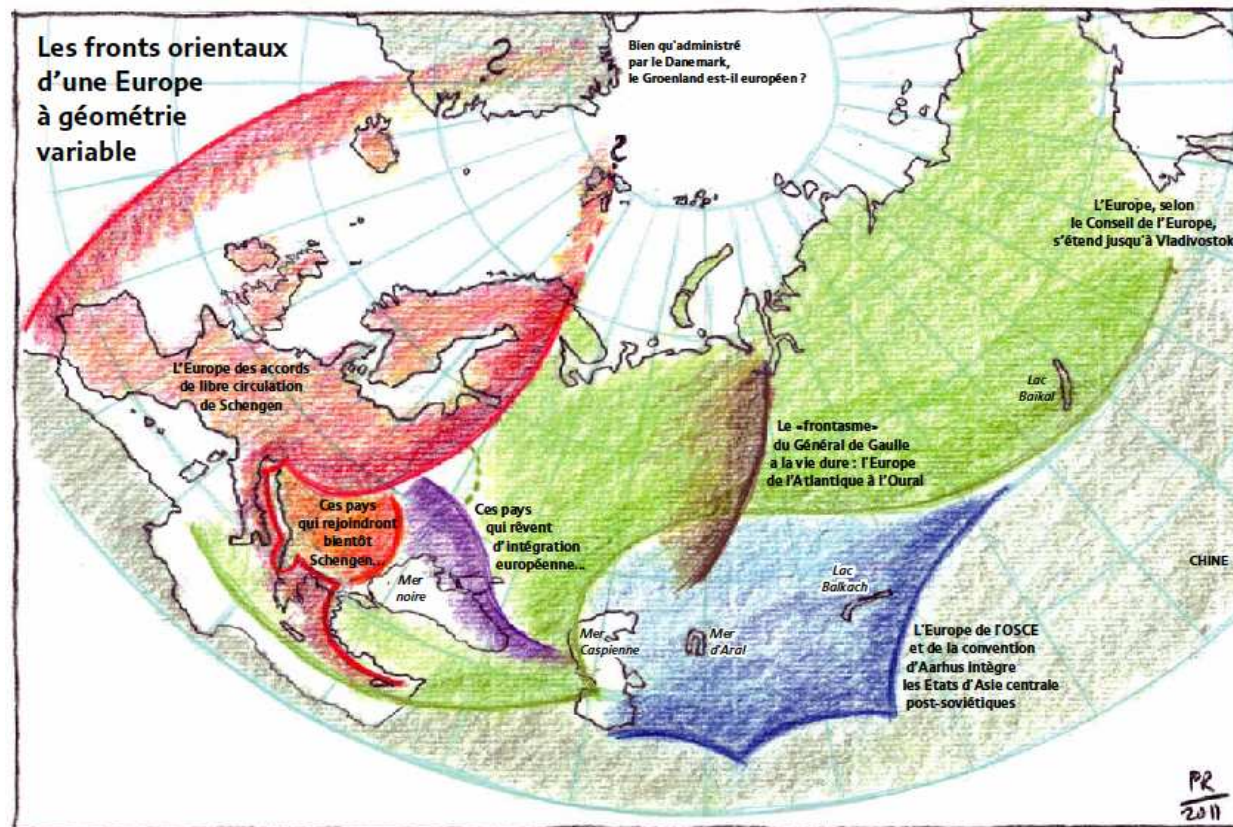 Les fronts orientaux
d'une Europe
à géométrie
variable
Bien qu'administré
par le Danemark,
le Groenland est-il européen ?
?
?
L'Europe, selon
le Conseil de l'Europe,
s'étend jusqu'à Vladivostok
L'Europe des accords
de libre circulation
de Schengen
Lac
Baïkal
Le «frontasme»
du Général de Gaulle
a la vie dure : l'Europe
de l'Atlantique à l'Oural
Ces pays
qui rejoindront
bientôt
Schengen...
Ces pays
qui rêvent
d'intégration
européenne...
Mer
noire
Mer
Caspienne
Mer
d'Aral
Lac
Balkach
CHINE
L'Europe de l'OSCE
et de la convention
d'Aarhus intègre
les Etats d'Asie centrale
post-soviétiques
PR
2011